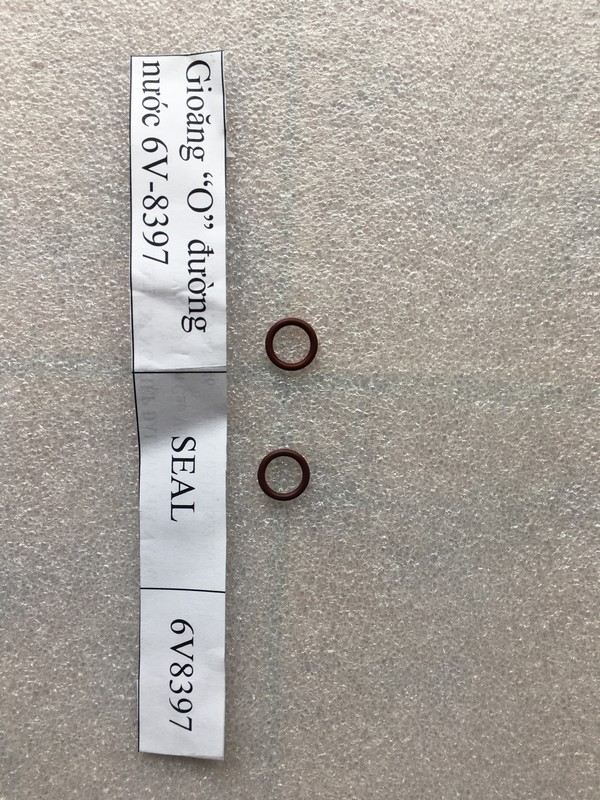 Gioăng “O” đường
nước 6V-8397
SEAL
6V8397